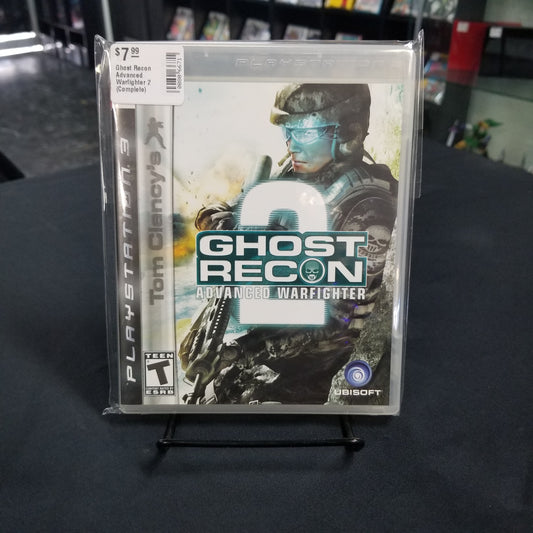 $7.99
Ghost Recon
Advanced
Warfighter 2
(Complete)
PLAYSTATION
PLAYSTATION 3
Tom Clancy's
2
GHOST
RECON
ADVANCED WARFIGHTER
TEEN
T
ESRB
UBISOFT